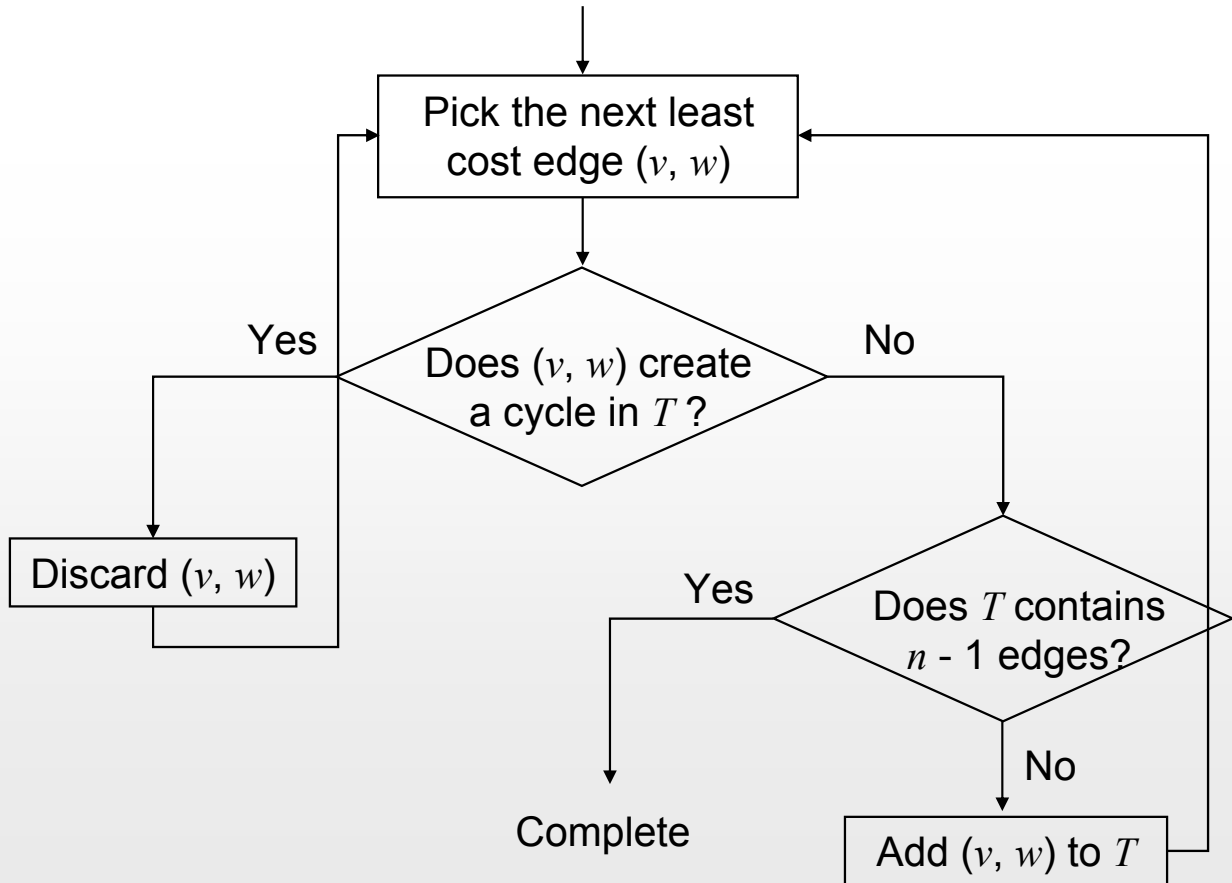 Pick the next least
cost edge (v, w)
Yes
No
Does (v, w) create
a cycle in T ?
Discard (v, w)
Yes
Does T contains
n - 1 edges?
No
Complete
Add (v, w) to T